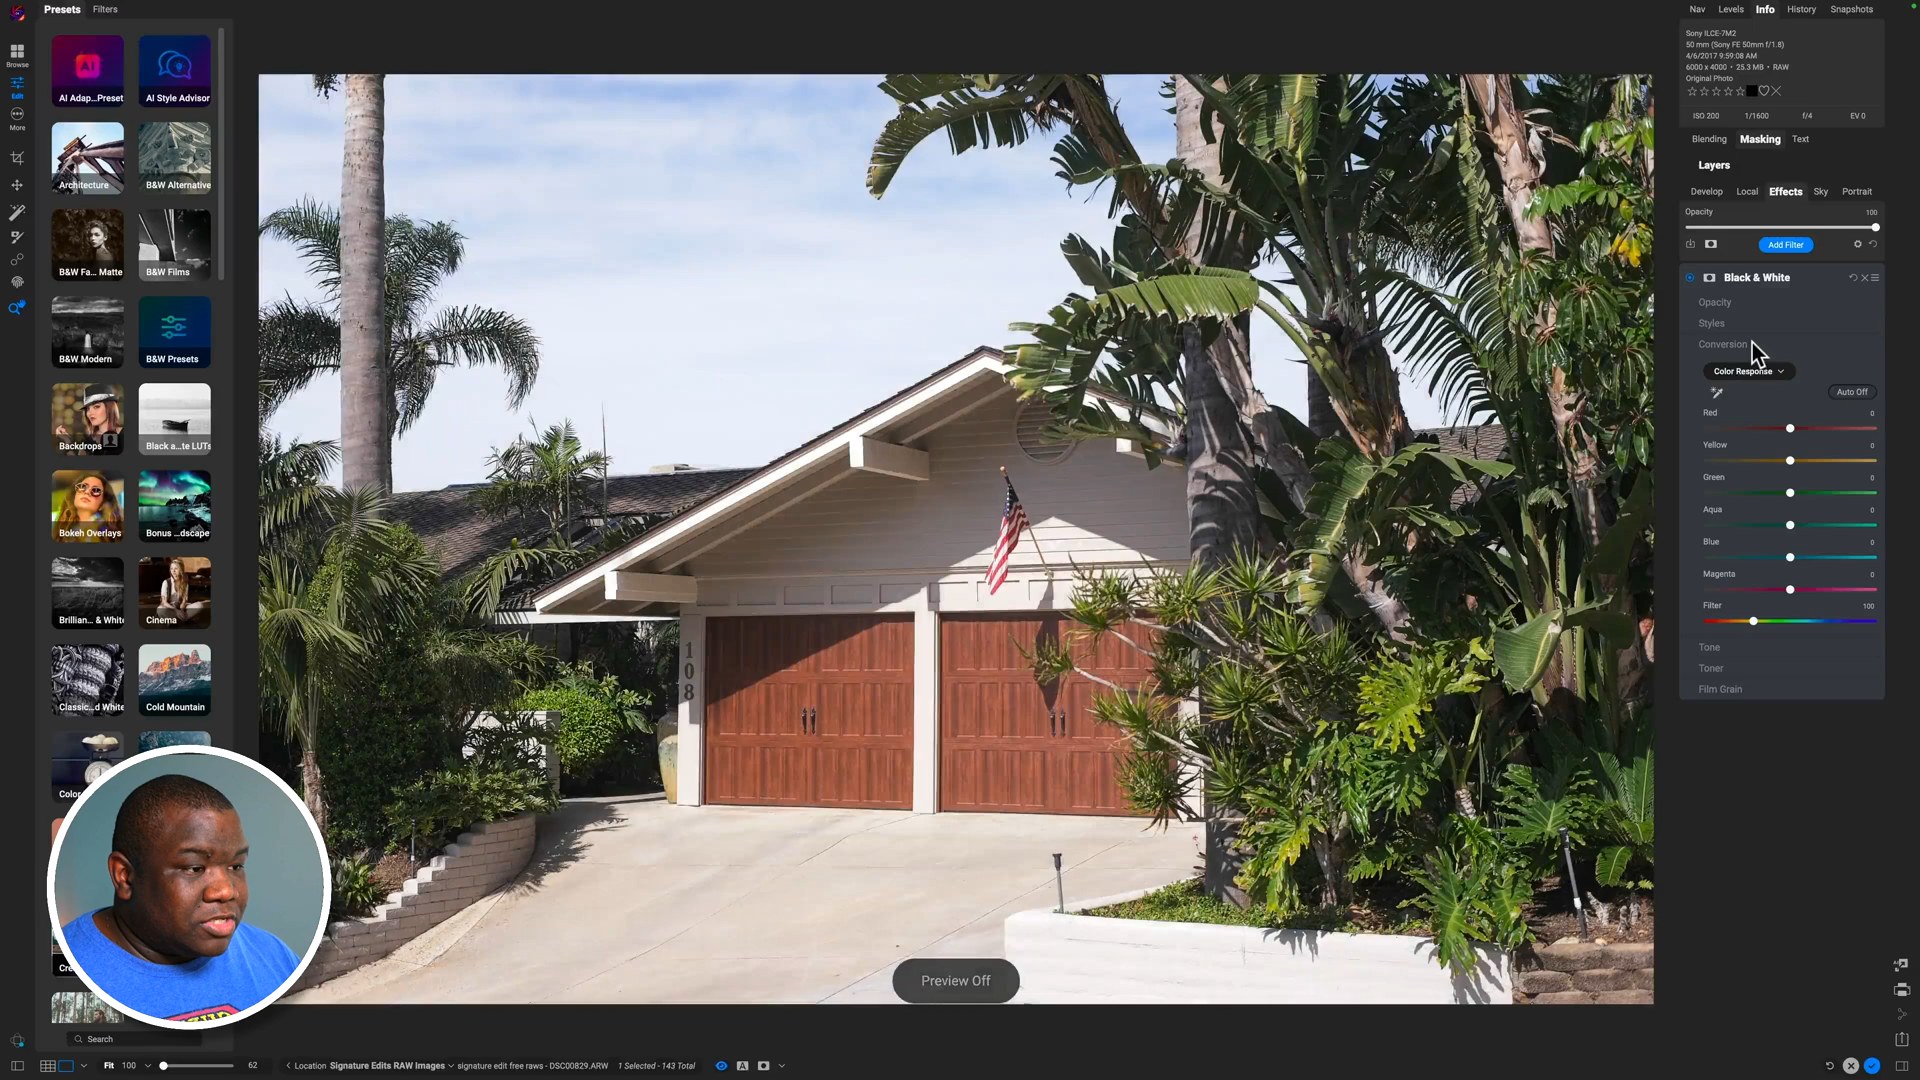 Presets Filters
Nav Levels Info History Snapshots
Browse
Edit
More
AI Adap...Preset
AI Style Advisor
Architecture
B&W Alternative
B&W Fa... Matte
B&W Films
B&W Modern
B&W Presets
Backdrops
Black a...te LUTs
Bokeh Overlays
Bonus ...dscape
Brillian... & White
Cinema
Classic...d White
Cold Mountain
Color
Cre
Search
108
Preview Off
Sony ILCE-7M2
50 mm (Sony FE 50mm f/1.8)
4/6/2017 9:59:08 AM
6000 x 4000 • 25.3 MB • RAW
Original Photo
ISO 200 1/1600 f/4 EV 0
Blending Masking Text
Layers
Develop Local Effects Sky Portrait
Opacity 100
Add Filter
Black & White
Opacity
Styles
Conversion
Color Response
Auto Off
Red 0
Yellow 0
Green 0
Aqua 0
Blue 0
Magenta 0
Filter 100
Tone
Toner
Film Grain
Fit 100 62 Location Signature Edits RAW Images signature edit free raws - DSC00829.ARW 1 Selected - 143 Total A